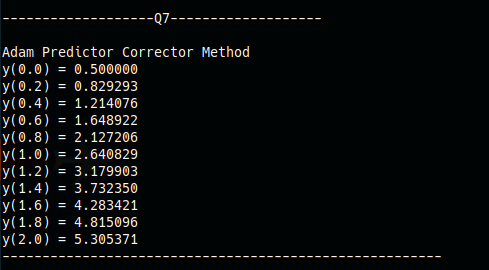 -------------------Q7-------------------
Adam Predictor Corrector Method
y(0.0) = 0.500000
y(0.2) = 0.829293
y(0.4) = 1.214076
y(0.6) = 1.648922
y(0.8) = 2.127206
y(1.0) = 2.640829
y(1.2) = 3.179903
y(1.4) = 3.732350
y(1.6) = 4.283421
y(1.8) = 4.815096
y(2.0) = 5.305371
-------------------------------------------------------